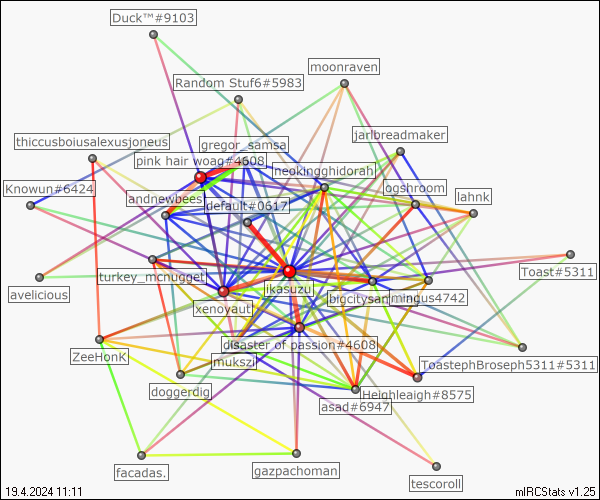 Duck™#9103
moonraven
Random Stuf6#5983
jarlbreadmaker
thiccusboiusalexusjoneus
gregor_samsa
pink hair woag#4608
neokingghidorah
Knowun#6424
ogshroom
andnewbees
lahnk
default#0617
Toast#5311
turkey_mcnugget
ikasuzu
avelicious
xenoyaut
mingus4742
disaster of passion#4608
ZeeHonK
mukszi
ToastephBroseph5311#5311
doggerdig
Heighleaigh#8575
asad#6947
facadas.
gazpachoman
tescoroll
19.4.2024 11:11
mIRCStats v1.25